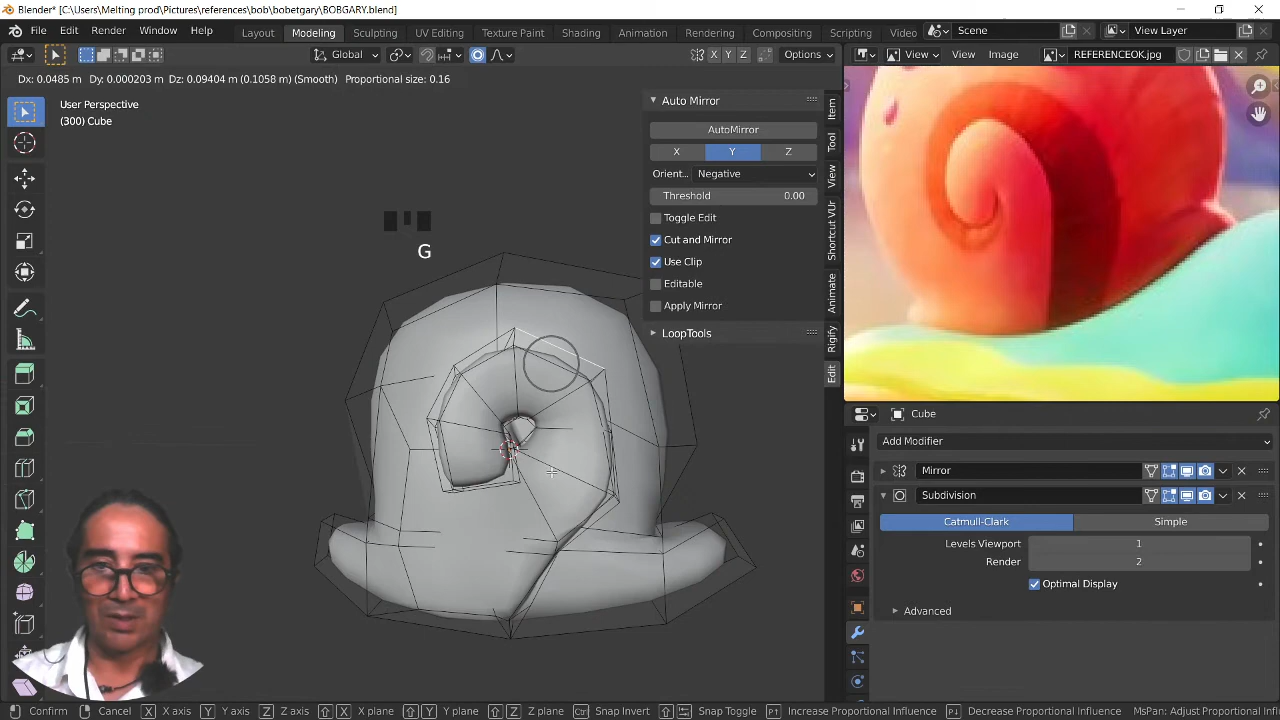 Blender* [C:\Users\Melting prod\Pictures\references\bob\bobetgary\BOBGARY.blend]
File Edit Render Window Help Layout Modeling Sculpting UV Editing Texture Paint Shading Animation Rendering Compositing Scripting Video Scene View Layer
Global X Y Z Options View View Image REFERENCEOK.jpg
Dx: 0.0485 m Dy: 0.000203 m Dz: 0.09404 m (0.1058 m) (Smooth) Proportional size: 0.16
User Perspective
(300) Cube
G
Auto Mirror
AutoMirror
X Y Z
Orient... Negative
Threshold 0.00
Toggle Edit
Cut and Mirror
Use Clip
Editable
Apply Mirror
LoopTools
Item
Tool
View
Shortcut VUr
Animate
Rigify
Edit
Cube
Add Modifier
Mirror
Subdivision
Catmull-Clark Simple
Levels Viewport 1
Render 2
Optimal Display
Advanced
Confirm Cancel X X axis Y Y axis Z Z axis X X plane Y Y plane Z Z plane Ctrl Snap Invert Snap Toggle Increase Proportional Influence Decrease Proportional Influence MsPan: Adjust Proportional Infl